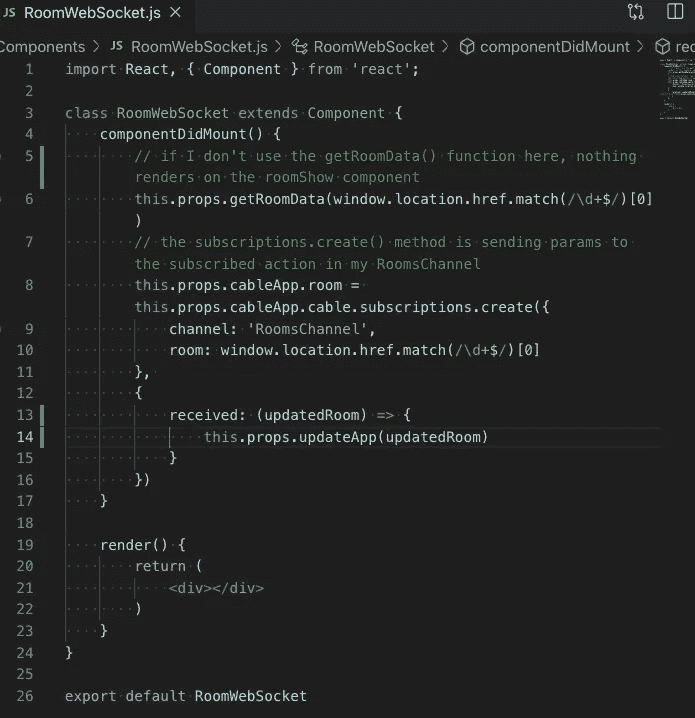 JS RoomWebSocket.js ×
Components > JS RoomWebSocket.js > RoomWebSocket > componentDidMount >
1 import React, { Component } from 'react';
2
3 class RoomWebSocket extends Component {
4 componentDidMount() {
5 // if I don't use the getRoomData() function here, nothing
renders on the roomShow component
6 this.props.getRoomData(window.location.href.match(/\d+$/)[0]
)
7 // the subscriptions.create() method is sending params to
the subscribed action in my RoomsChannel
8 this.props.cableApp.room =
this.props.cableApp.cable.subscriptions.create({
9 channel: 'RoomsChannel',
10 room: window.location.href.match(/\d+$/)[0]
11 },
12 {
13 received: (updatedRoom) => {
14 this.props.updateApp(updatedRoom)
15 }
16 })
17 }
18
19 render() {
20 return (
21 <div></div>
22 )
23 }
24 }
25
26 export default RoomWebSocket